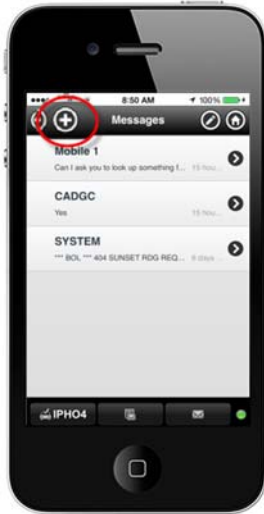 8:50 AM 100%
Messages
Mobile 1
Can I ask you to look up something f... 15 hou...
CADGC
Yes 15 hou...
SYSTEM
*** BOL *** 404 SUNSET RDG REQ... 6 days ...
IPHO4